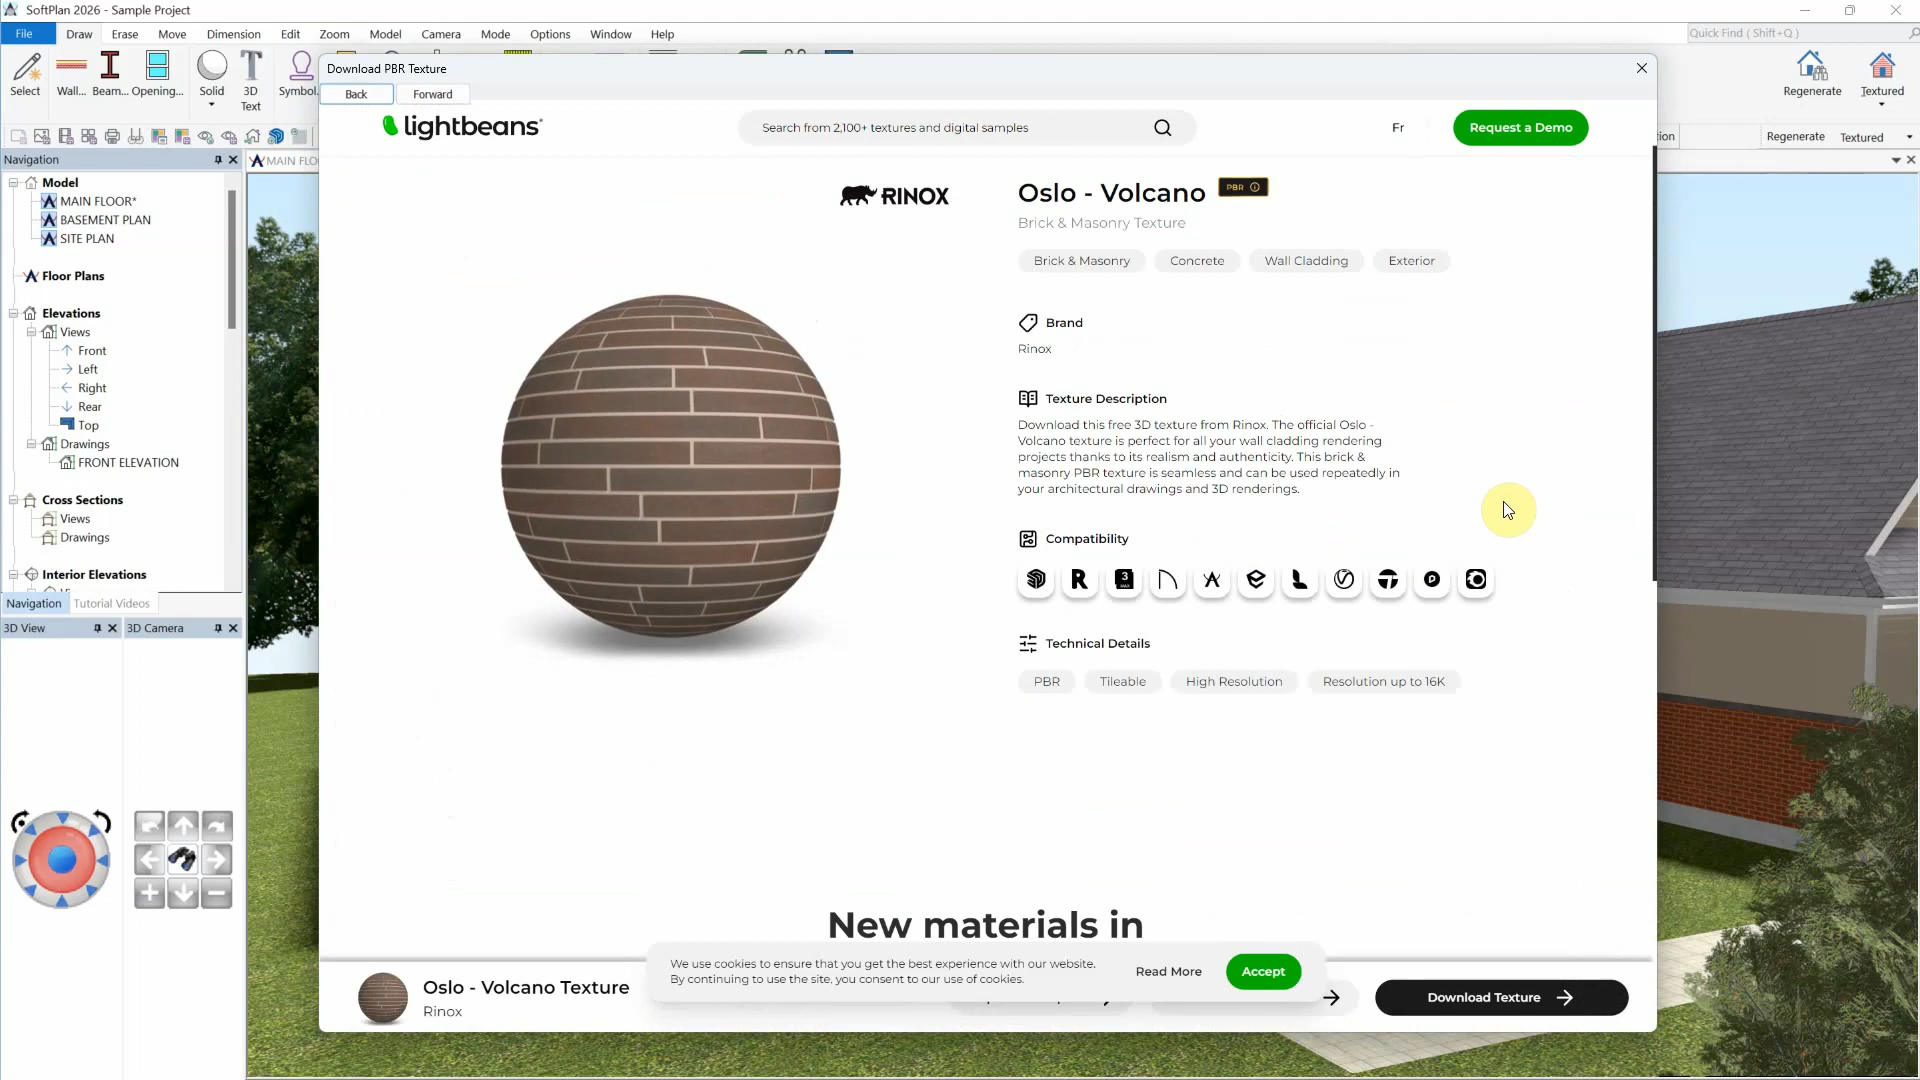 SoftPlan 2026 - Sample Project
File Draw Erase Move Dimension Edit Zoom Model Camera Mode Options Window Help
Quick Find ( Shift+Q )
Select Wall... Beam... Opening... Solid 3D Text Symbol.
Regenerate Textured
Download PBR Texture
Back Forward
lightbeans
Search from 2,100+ textures and digital samples
Fr
Request a Demo
Regenerate Textured
Navigation
MAIN FLO
Model
MAIN FLOOR*
BASEMENT PLAN
SITE PLAN
Floor Plans
Elevations
Views
Front
Left
Right
Rear
Top
Drawings
FRONT ELEVATION
Cross Sections
Views
Drawings
Interior Elevations
Navigation Tutorial Videos
3D View 3D Camera
RINOX
Oslo - Volcano PBR
Brick & Masonry Texture
Brick & Masonry Concrete Wall Cladding Exterior
Brand
Rinox
Texture Description
Download this free 3D texture from Rinox. The official Oslo -
Volcano texture is perfect for all your wall cladding rendering
projects thanks to its realism and authenticity. This brick &
masonry PBR texture is seamless and can be used repeatedly in
your architectural drawings and 3D renderings.
Compatibility
Technical Details
PBR Tileable High Resolution Resolution up to 16K
New materials in
We use cookies to ensure that you get the best experience with our website.
By continuing to use the site, you consent to our use of cookies.
Read More
Accept
Oslo - Volcano Texture
Rinox
Download Texture